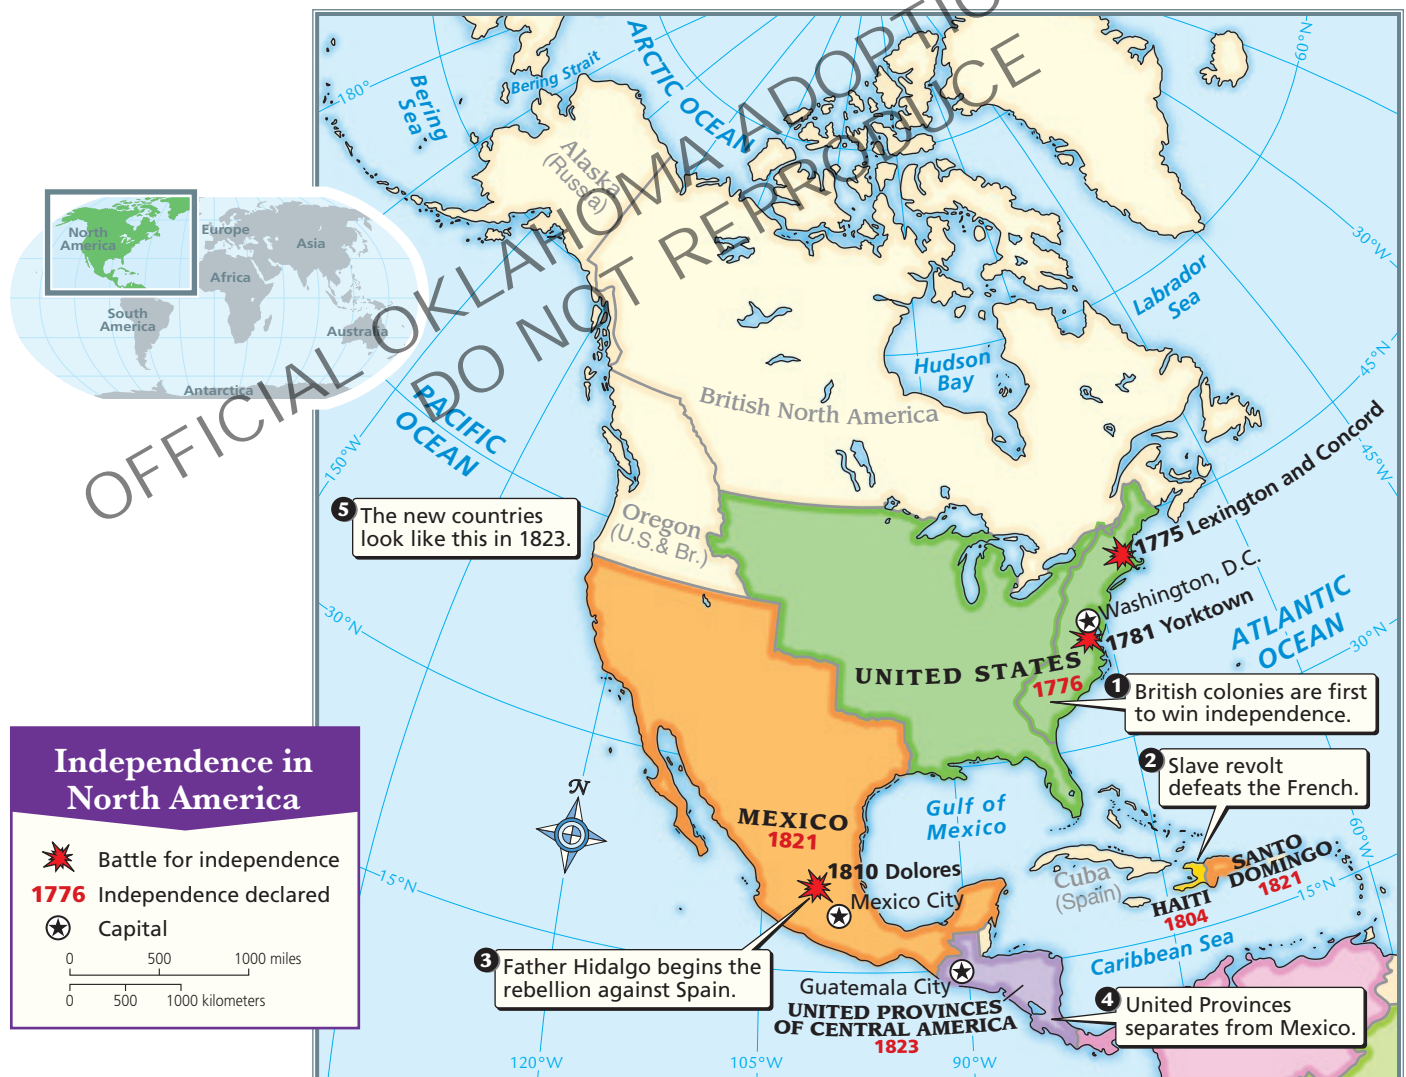 OFFICIAL OKLAHOMA ADOPTIO
DO NOT REPRODUCE
ARCTIC OCEAN
Bering Strait
Bering
Sea
180°
60°N
Alaska
(Russia)
30°W
Labrador
Sea
45°N
45°W
Hudson
Bay
British North America
PACIFIC
OCEAN
150°W
North
America
Europe
Asia
Africa
South
America
Australia
Antarctica
5 The new countries
look like this in 1823.
Oregon
(U.S.& Br.)
1775 Lexington and Concord
Washington, D.C.
1781 Yorktown
ATLANTIC
OCEAN
30°N
30°N
UNITED STATES
1776
1 British colonies are first
to win independence.
2 Slave revolt
defeats the French.
Gulf of
Mexico
MEXICO
1821
1810 Dolores
Mexico City
15°N
Cuba
(Spain)
SANTO
DOMINGO
1821
HAITI
1804
60°W
15°N
Caribbean Sea
3 Father Hidalgo begins the
rebellion against Spain.
Guatemala City
UNITED PROVINCES
OF CENTRAL AMERICA
1823
4 United Provinces
separates from Mexico.
120°W
105°W
90°W
N
Independence in
North America
Battle for independence
1776 Independence declared
Capital
0 500 1000 miles
0 500 1000 kilometers